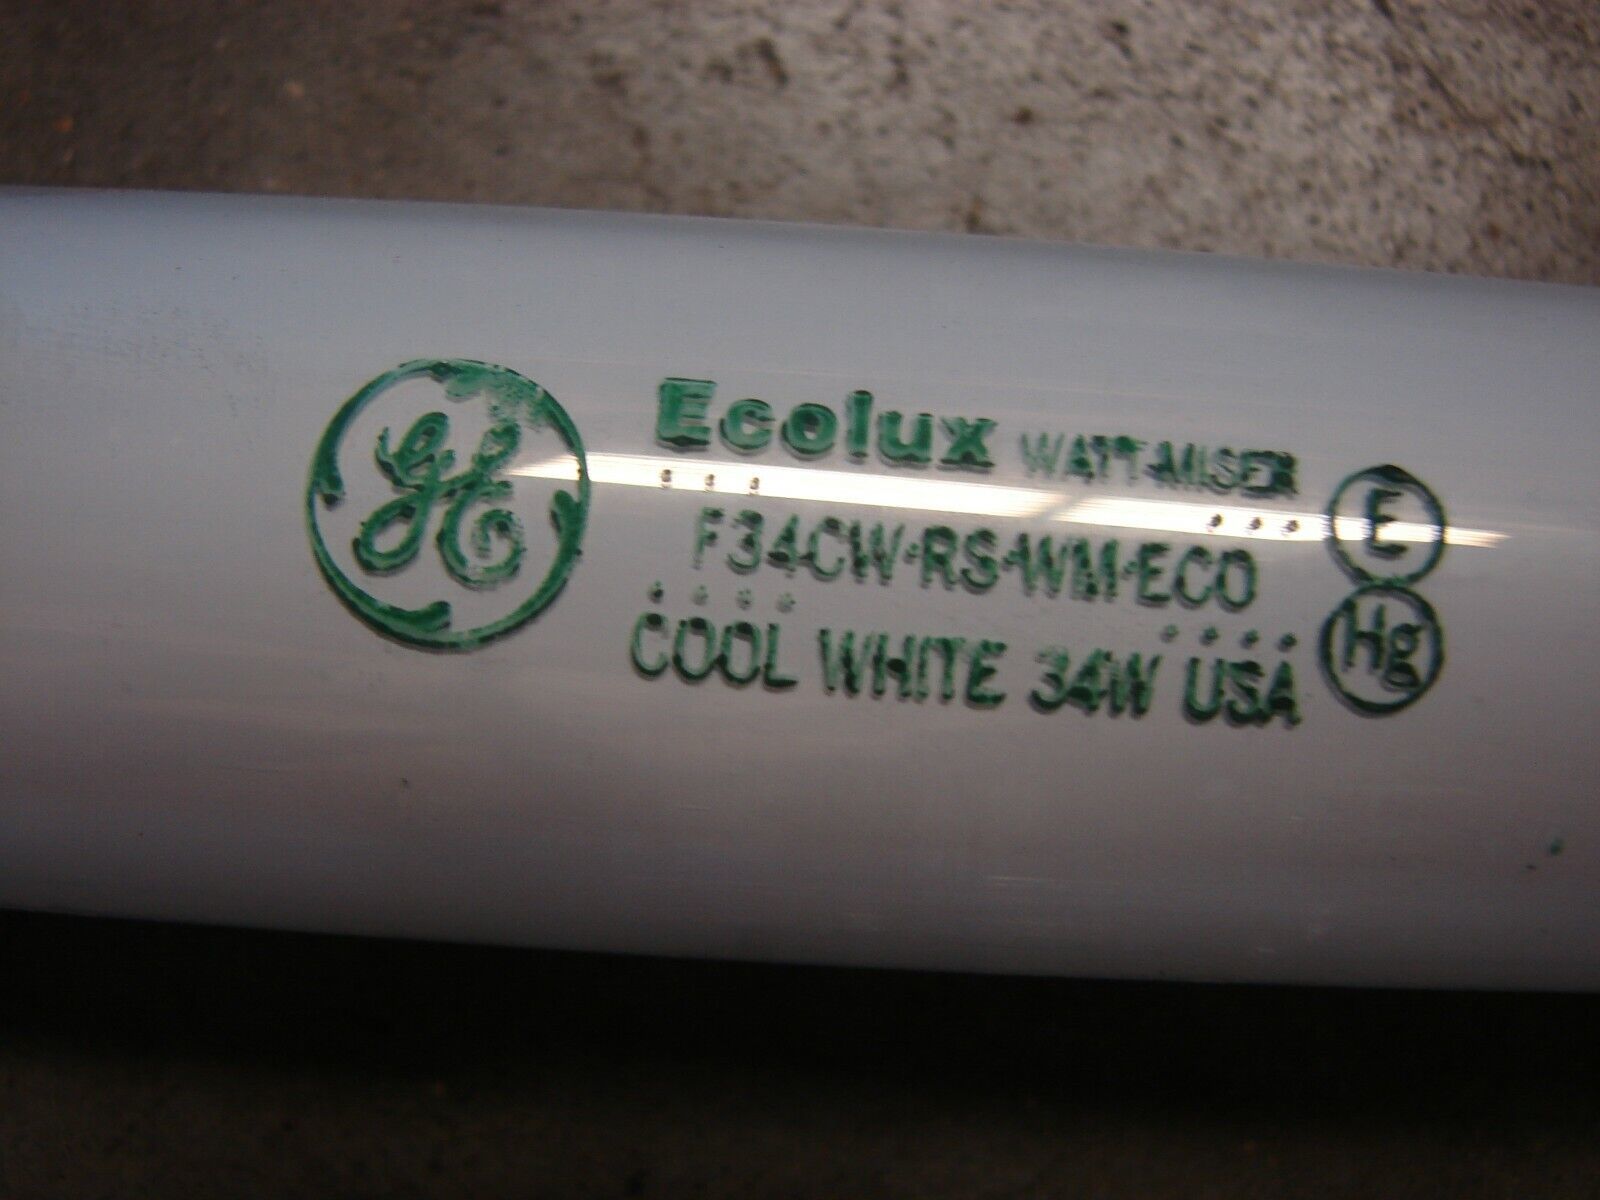 GE
Ecolux WATT-MISER
F34CW·RS·WM·ECO
COOL WHITE 34W USA
E
Hg